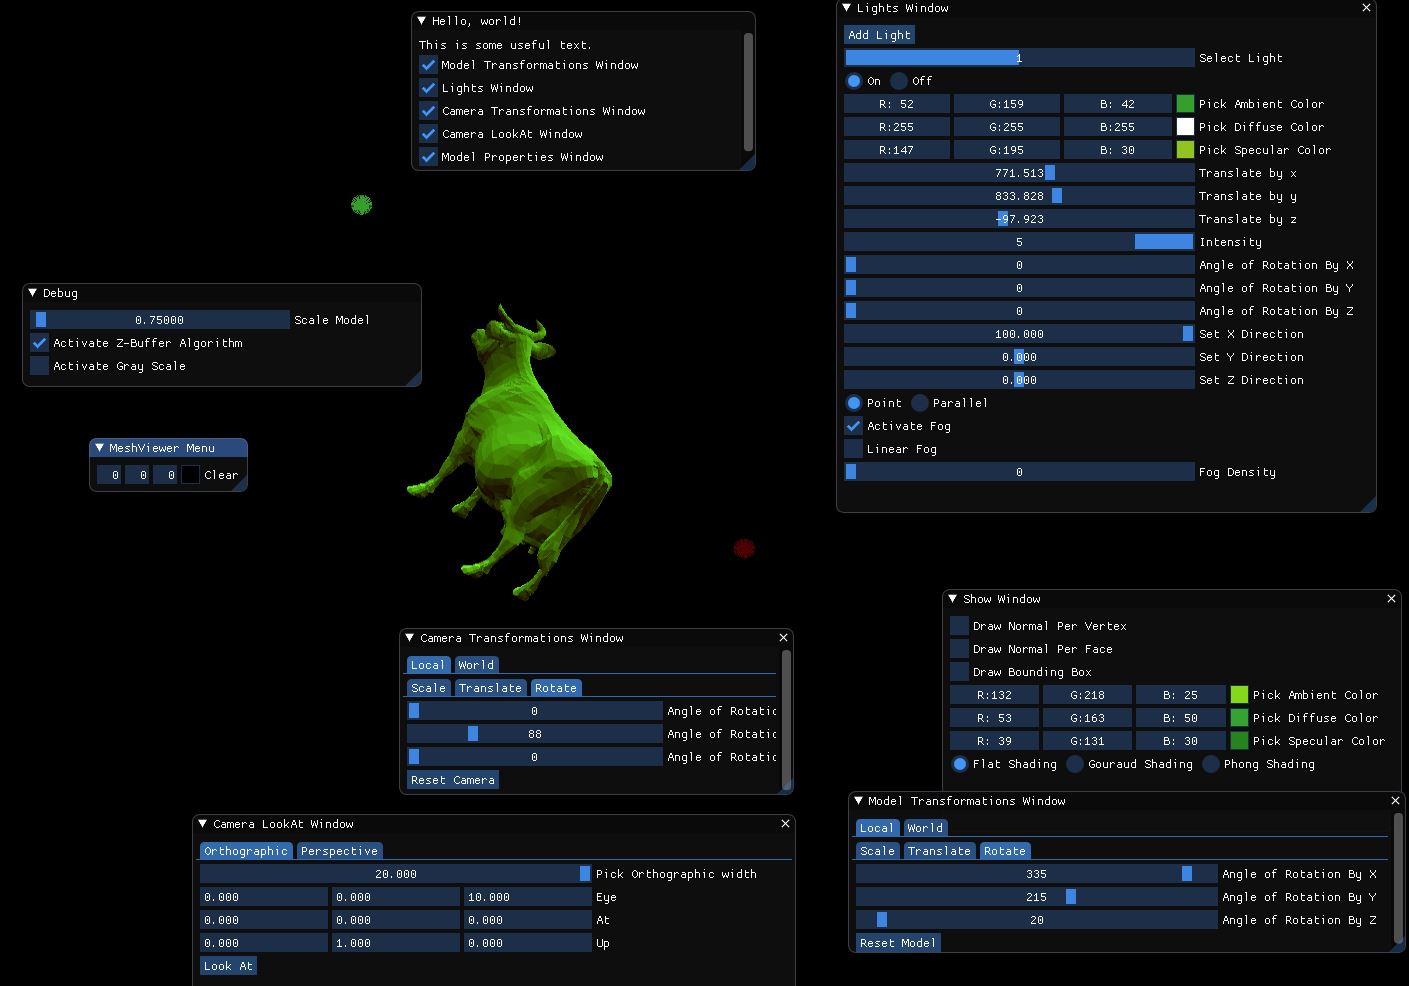 Hello, world!
This is some useful text.
Model Transformations Window
Lights Window
Camera Transformations Window
Camera LookAt Window
Model Properties Window
Lights Window
Add Light
1 Select Light
On Off
R: 52 G:159 B: 42 Pick Ambient Color
R:255 G:255 B:255 Pick Diffuse Color
R:147 G:195 B: 30 Pick Specular Color
771.513 Translate by x
833.828 Translate by y
-97.923 Translate by z
5 Intensity
0 Angle of Rotation By X
0 Angle of Rotation By Y
0 Angle of Rotation By Z
100.000 Set X Direction
0.000 Set Y Direction
0.000 Set Z Direction
Point Parallel
Activate Fog
Linear Fog
0 Fog Density
Debug
0.75000 Scale Model
Activate Z-Buffer Algorithm
Activate Gray Scale
MeshViewer Menu
0 0 0 Clear
Camera Transformations Window
Local World
Scale Translate Rotate
0 Angle of Rotatic
88 Angle of Rotatic
0 Angle of Rotatic
Reset Camera
Show Window
Draw Normal Per Vertex
Draw Normal Per Face
Draw Bounding Box
R:132 G:218 B: 25 Pick Ambient Color
R: 53 G:163 B: 50 Pick Diffuse Color
R: 39 G:131 B: 30 Pick Specular Color
Flat Shading Gouraud Shading Phong Shading
Camera LookAt Window
Orthographic Perspective
20.000 Pick Orthographic width
0.000 0.000 10.000 Eye
0.000 0.000 0.000 At
0.000 1.000 0.000 Up
Look At
Model Transformations Window
Local World
Scale Translate Rotate
335 Angle of Rotation By X
215 Angle of Rotation By Y
20 Angle of Rotation By Z
Reset Model